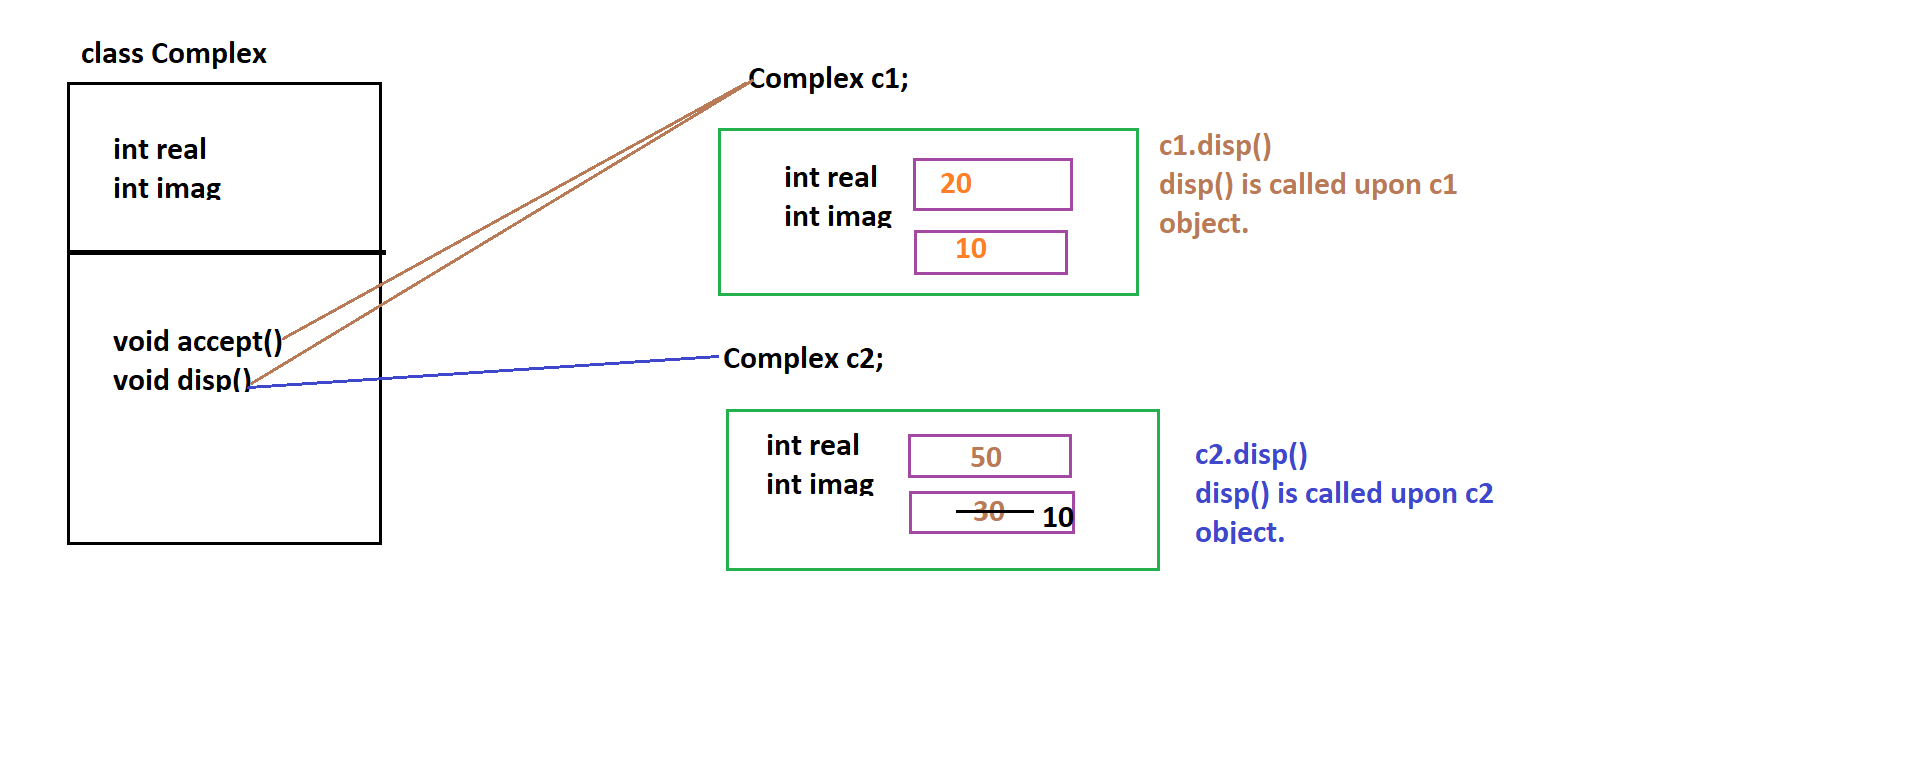 class Complex
int real
int imag
void accept()
void disp()
Complex c1;
int real
20
int imag
10
c1.disp()
disp() is called upon c1
object.
Complex c2;
int real
50
int imag
30 10
c2.disp()
disp() is called upon c2
object.